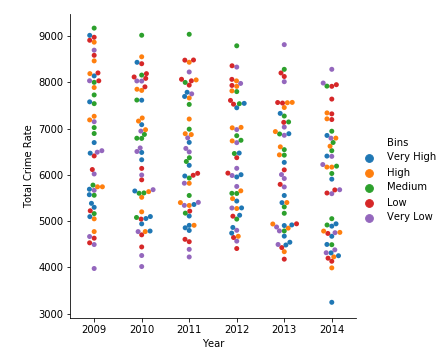 9000
8000
7000
6000
5000
4000
3000
Total Crime Rate
2009 2010 2011 2012 2013 2014
Year
Bins
Very High
High
Medium
Low
Very Low